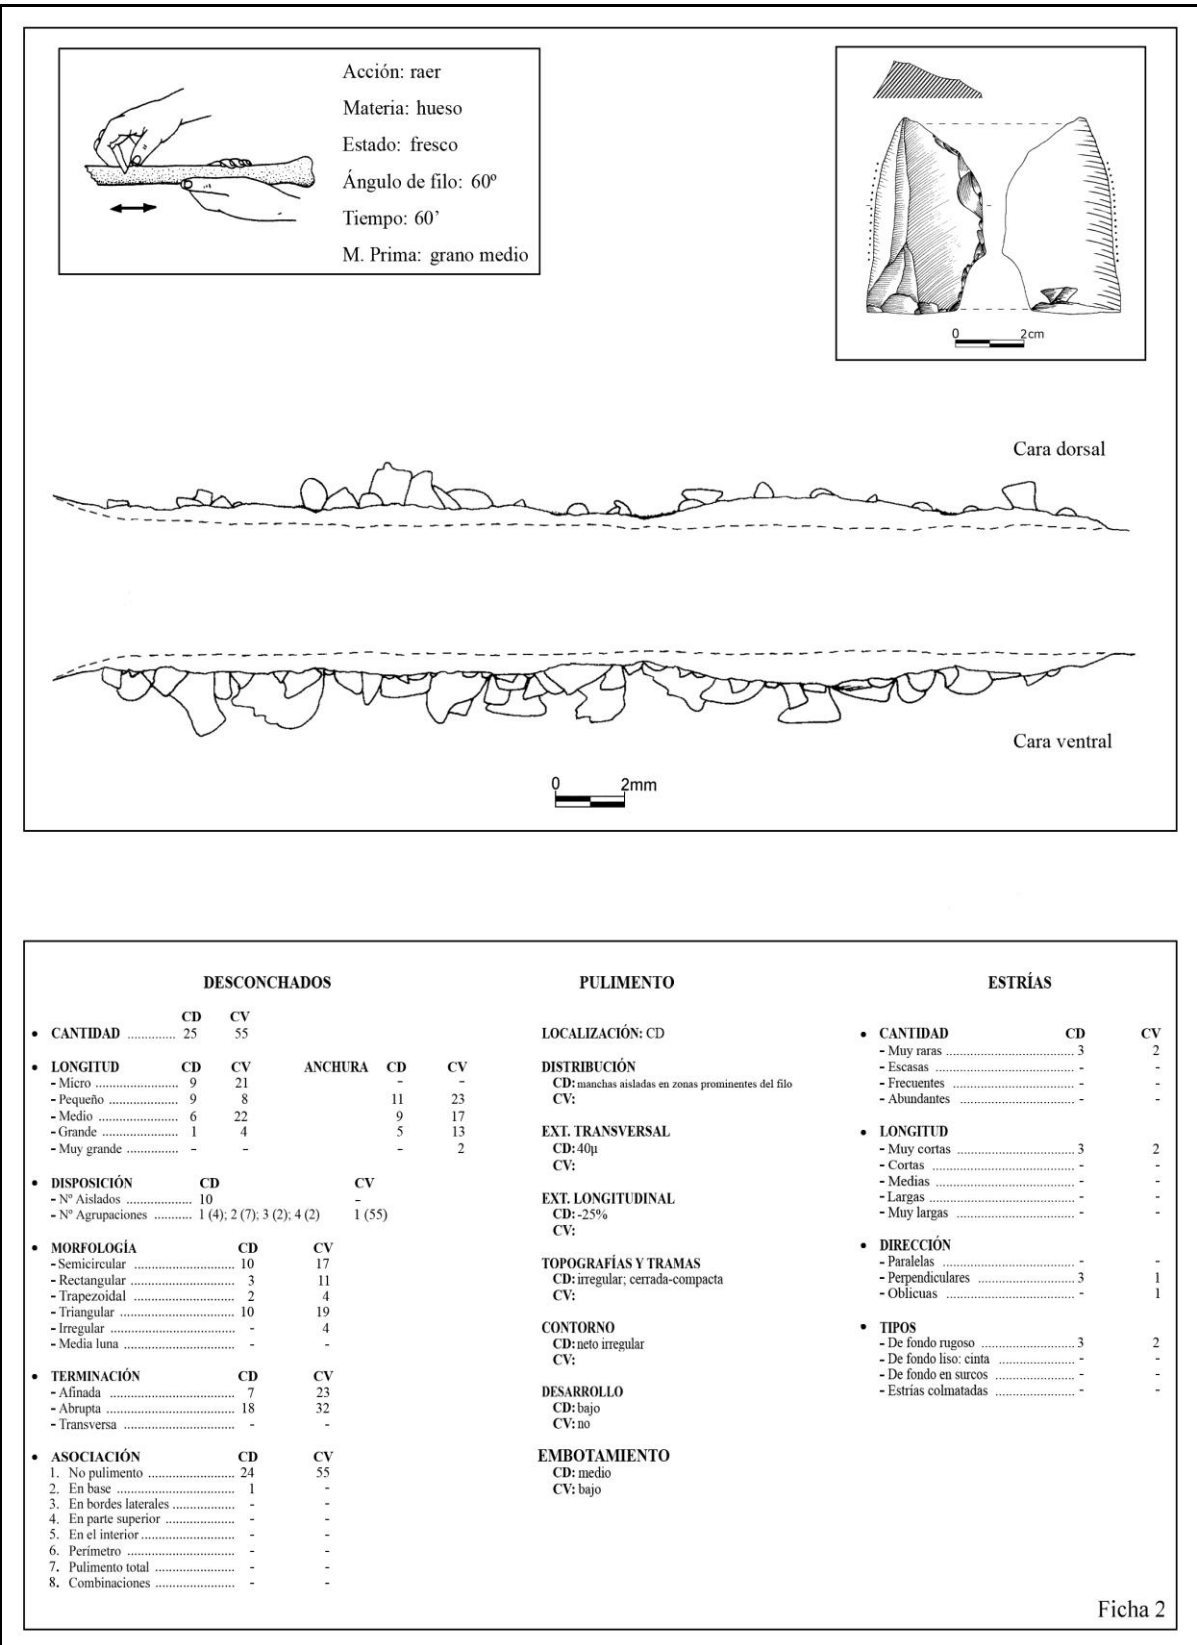 Acción: raer
Materia: hueso
Estado: fresco
Ángulo de filo: 60º
Tiempo: 60’
M. Prima: grano medio
0 2cm
Cara dorsal
Cara ventral
0 2mm
DESCONCHADOS
CD CV
• CANTIDAD ............. 25 55
• LONGITUD CD CV ANCHURA CD CV
- Micro ....................... 9 21 - -
- Pequeño ................... 9 8 11 23
- Medio ...................... 6 22 9 17
- Grande ..................... 1 4 5 13
- Muy grande .............. - - - 2
• DISPOSICIÓN CD CV
- Nº Aislados .................. 10 -
- Nº Agrupaciones ........... 1 (4); 2 (7); 3 (2); 4 (2) 1 (55)
• MORFOLOGÍA CD CV
- Semicircular ............................ 10 17
- Rectangular ............................. 3 11
- Trapezoidal ............................. 2 4
- Triangular ................................ 10 19
- Irregular ................................... - 4
- Media luna ............................... - -
• TERMINACIÓN CD CV
- Afinada ................................... 7 23
- Abrupta ................................... 18 32
- Transversa ............................... - -
• ASOCIACIÓN CD CV
1. No pulimento ........................ 24 55
2. En base ................................. 1 -
3. En bordes laterales ................. - -
4. En parte superior .................... - -
5. En el interior .......................... - -
6. Perímetro ............................... - -
7. Pulimento total ....................... - -
8. Combinaciones ...................... - -
PULIMENTO
LOCALIZACIÓN: CD
DISTRIBUCIÓN
CD: manchas aisladas en zonas prominentes del filo
CV:
EXT. TRANSVERSAL
CD: 40μ
CV:
EXT. LONGITUDINAL
CD: -25%
CV:
TOPOGRAFÍAS Y TRAMAS
CD: irregular; cerrada-compacta
CV:
CONTORNO
CD: neto irregular
CV:
DESARROLLO
CD: bajo
CV: no
EMBOTAMIENTO
CD: medio
CV: bajo
ESTRÍAS
• CANTIDAD CD CV
- Muy raras .................................... 3 2
- Escasas ....................................... - -
- Frecuentes .................................. - -
- Abundantes ................................ - -
• LONGITUD
- Muy cortas .................................. 3 2
- Cortas ......................................... - -
- Medias ........................................ - -
- Largas ......................................... - -
- Muy largas ................................. - -
• DIRECCIÓN
- Paralelas ..................................... - -
- Perpendiculares ........................... 3 1
- Oblicuas ..................................... - 1
• TIPOS
- De fondo rugoso ........................... 3 2
- De fondo liso: cinta ..................... - -
- De fondo en surcos ...................... - -
- Estrías colmatadas ....................... - -
Ficha 2